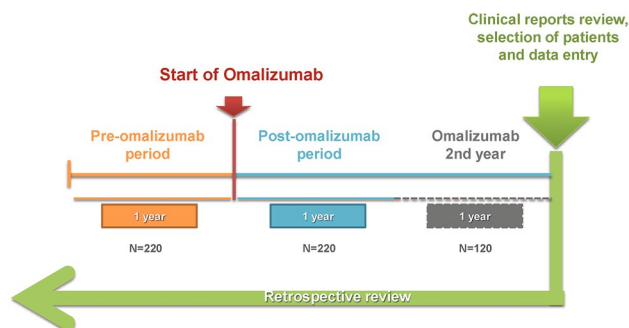 Clinical reports review,
selection of patients
and data entry
Start of Omalizumab
Pre-omalizumab
period
Post-omalizumab
period
Omalizumab
2nd year
1 year
1 year
1 year
N=220
N=220
N=120
Retrospective review